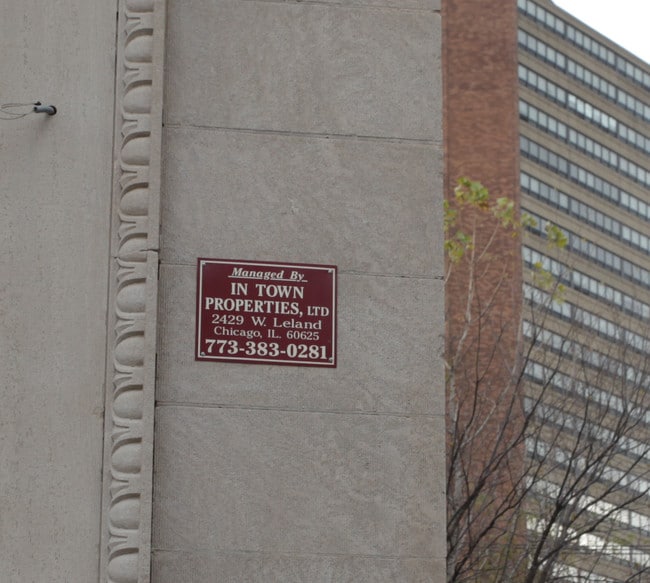 Managed By
IN TOWN
PROPERTIES, LTD
2429 W. Leland
Chicago, IL. 60625
773-383-0281